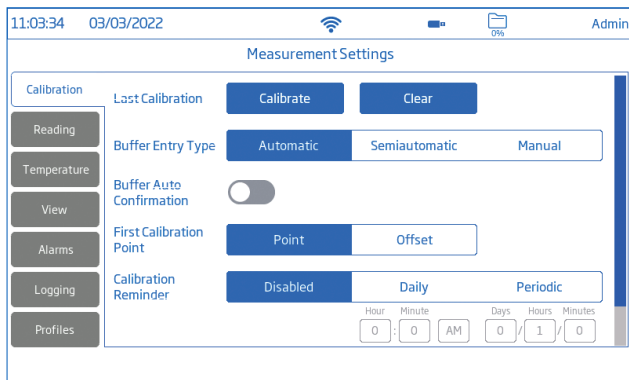 11:03:34 03/03/2022 0% Admin
Measurement Settings
Calibration
Reading
Temperature
View
Alarms
Logging
Profiles
Last Calibration Calibrate Clear
Buffer Entry Type Automatic Semiautomatic Manual
Buffer Auto
Confirmation
First Calibration
Point
Point Offset
Calibration
Reminder
Disabled Daily Periodic
Hour Minute Days Hours Minutes
0 : 0 AM 0 / 1 / 0